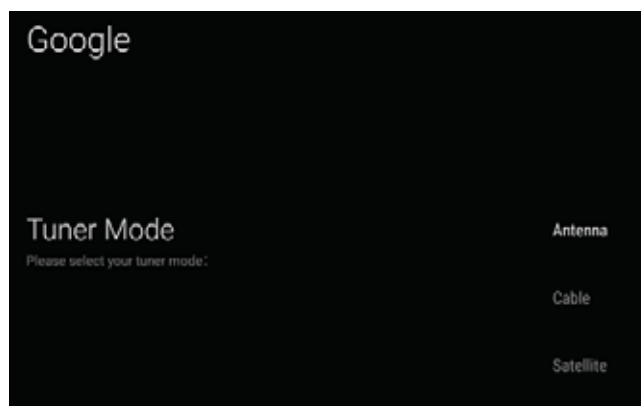 Google
Tuner Mode
Please select your tuner mode:
Antenna
Cable
Satellite